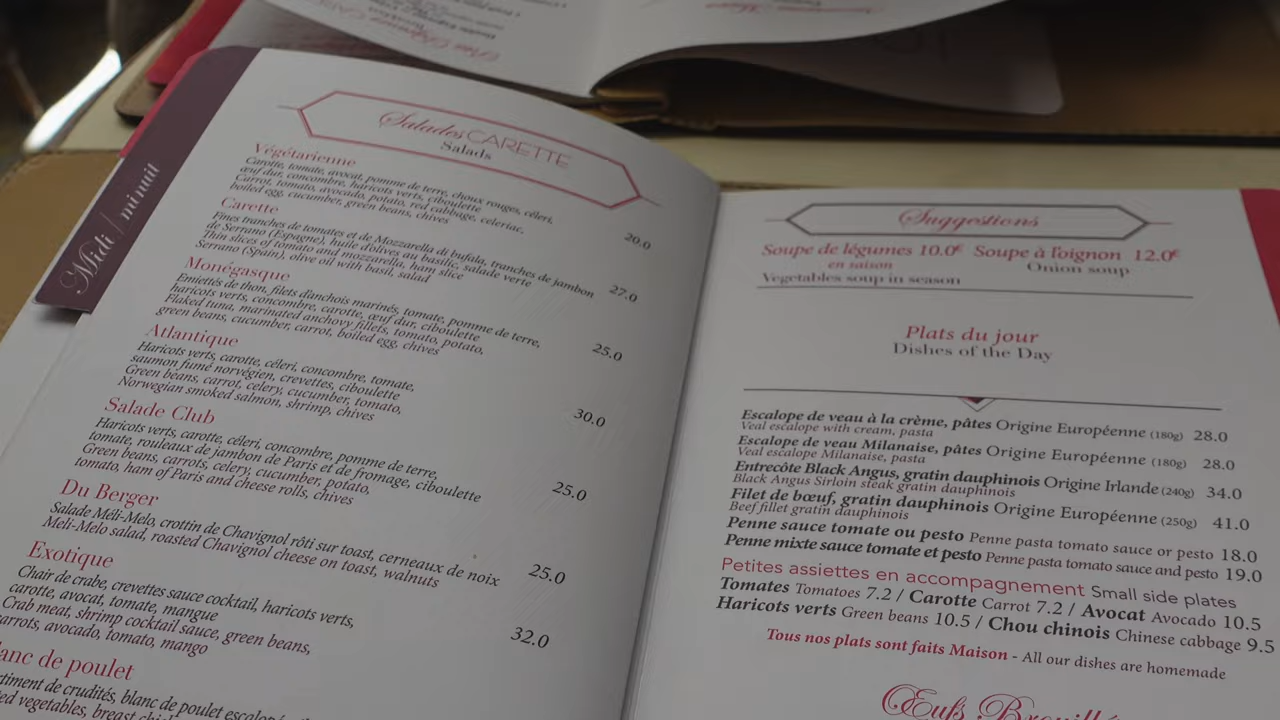 Midi / minuit
Salades CARETTE
Salads
Végétarienne
Carotte, tomate, avocat, pomme de terre, choux rouges, céleri,
œuf dur, concombre, haricots verts, ciboulette
Carrot, tomato, avocado, potato, red cabbage, celeriac,
boiled egg, cucumber, green beans, chives
20.0
Carette
Fines tranches de tomates et de Mozzarella di bufala, tranches de jambon
de Serrano (Espagne), huile d'olives au basilic, salade verte
Thin slices of tomato and mozzarella, ham slice
Serrano (Spain), olive oil with basil, salad
27.0
Monégasque
Emiettés de thon, filets d'anchois marinés, tomate, pomme de terre,
haricots verts, concombre, carotte, œuf dur, ciboulette
Flaked tuna, marinated anchovy fillets, tomato, potato,
green beans, cucumber, carrot, boiled egg, chives
25.0
Atlantique
Haricots verts, carotte, céleri, concombre, tomate,
saumon fumé norvégien, crevettes, ciboulette
Green beans, carrot, celery, cucumber, tomato,
Norwegian smoked salmon, shrimp, chives
30.0
Salade Club
Haricots verts, carotte, céleri, concombre, pomme de terre,
tomate, rouleaux de jambon de Paris et de fromage, ciboulette
Green beans, carrots, celery, cucumber, potato,
tomato, ham of Paris and cheese rolls, chives
25.0
Du Berger
Salade Méli-Melo, crottin de Chavignol rôti sur toast, cerneaux de noix
Meli-Melo salad, roasted Chavignol cheese on toast, walnuts
25.0
Exotique
Chair de crabe, crevettes sauce cocktail, haricots verts,
carotte, avocat, tomate, mangue
Crab meat, shrimp cocktail sauce, green beans,
carrots, avocado, tomato, mango
32.0
lanc de poulet
rtiment de crudités, blanc de poulet
ed vegetables, breast
Suggestions
Soupe de légumes 10.0€ Soupe à l'oignon 12.0€
en saison Onion soup
Vegetables soup in season
Plats du jour
Dishes of the Day
Escalope de veau à la crème, pâtes Origine Européenne (180g) 28.0
Veal escalope with cream, pasta
Escalope de veau Milanaise, pâtes Origine Européenne (180g) 28.0
Veal escalope Milanaise, pasta
Entrecôte Black Angus, gratin dauphinois Origine Irlande (240g) 34.0
Black Angus Sirloin steak gratin dauphinois
Filet de bœuf, gratin dauphinois Origine Européenne (250g) 41.0
Beef fillet gratin dauphinois
Penne sauce tomate ou pesto Penne pasta tomato sauce or pesto 18.0
Penne mixte sauce tomate et pesto Penne pasta tomato sauce and pesto 19.0
Petites assiettes en accompagnement Small side plates
Tomates Tomatoes 7.2 / Carotte Carrot 7.2 / Avocat Avocado 10.5
Haricots verts Green beans 10.5 / Chou chinois Chinese cabbage 9.5
Tous nos plats sont faits Maison - All our dishes are homemade
Œufs